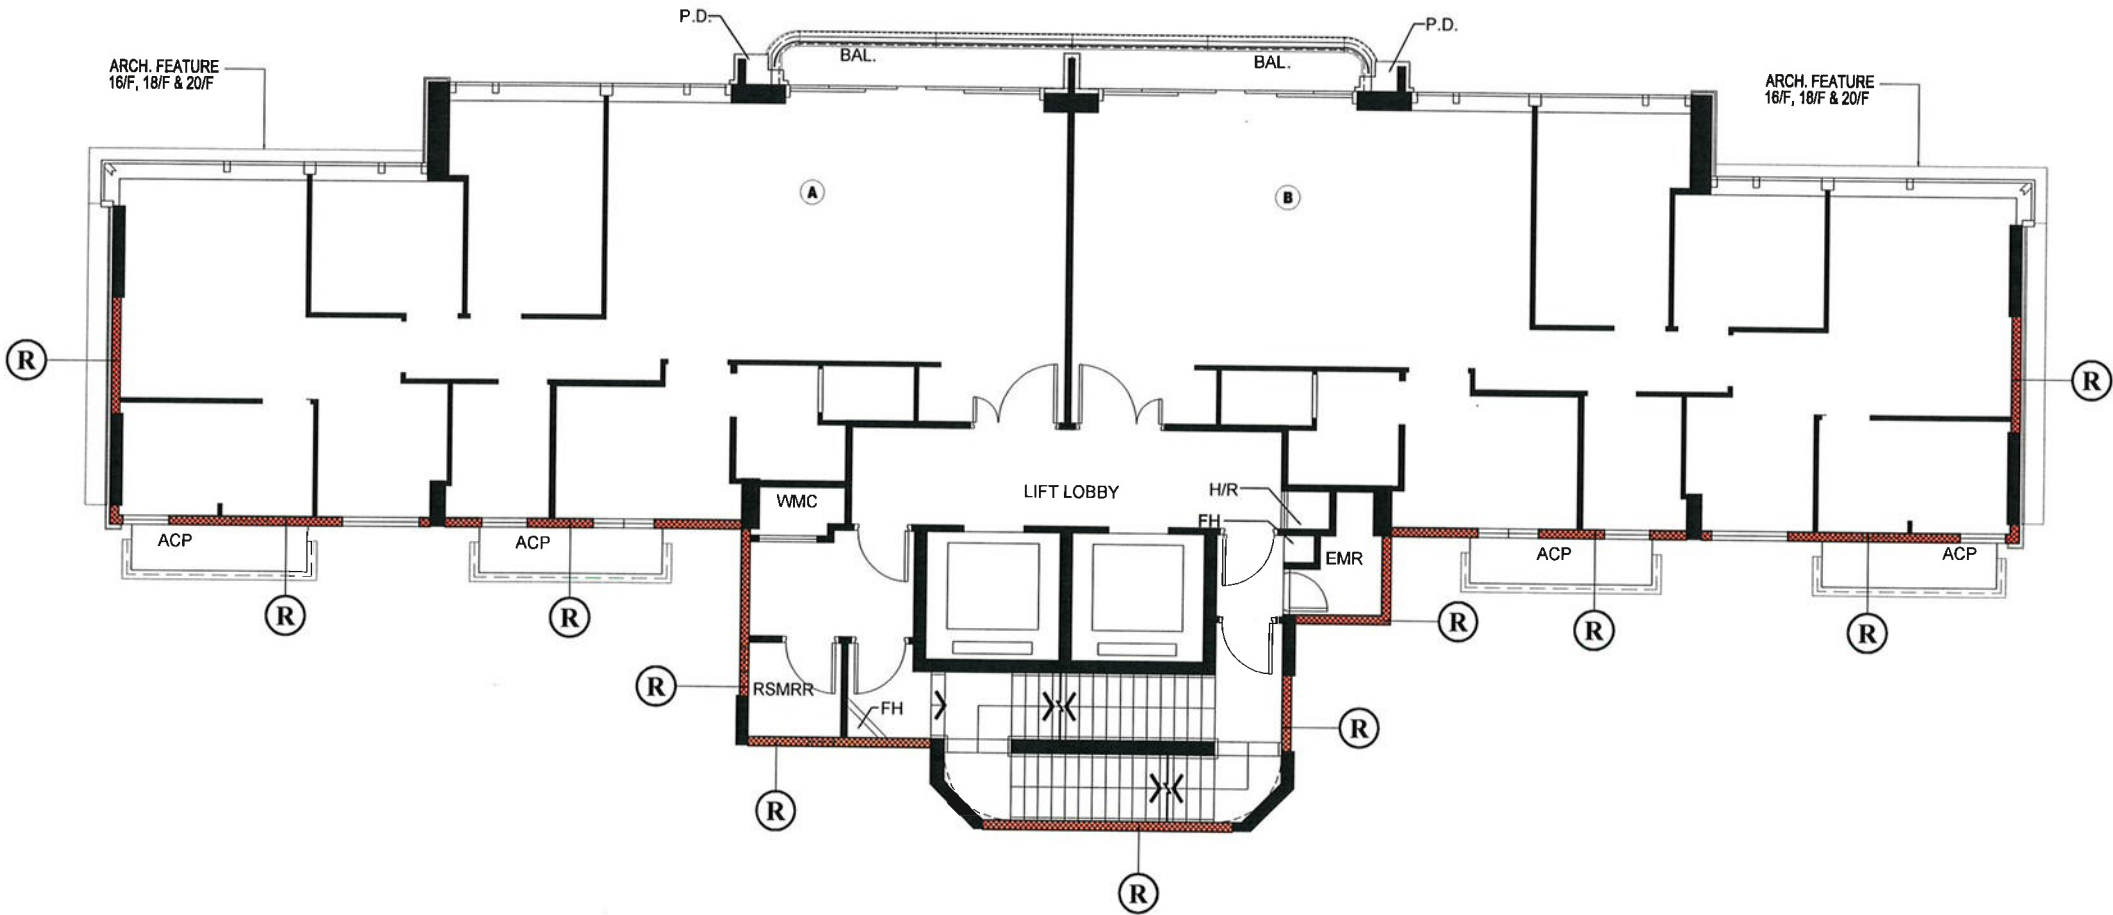 P.D.
P.D.
BAL.
BAL.
ARCH. FEATURE
16/F, 18/F & 20/F
ARCH. FEATURE
16/F, 18/F & 20/F
A
B
R
R
WMC
LIFT LOBBY
H/R
FH
ACP
ACP
EMR
ACP
ACP
R
R
R
R
R
R
RSMRR
FH
R
R
R